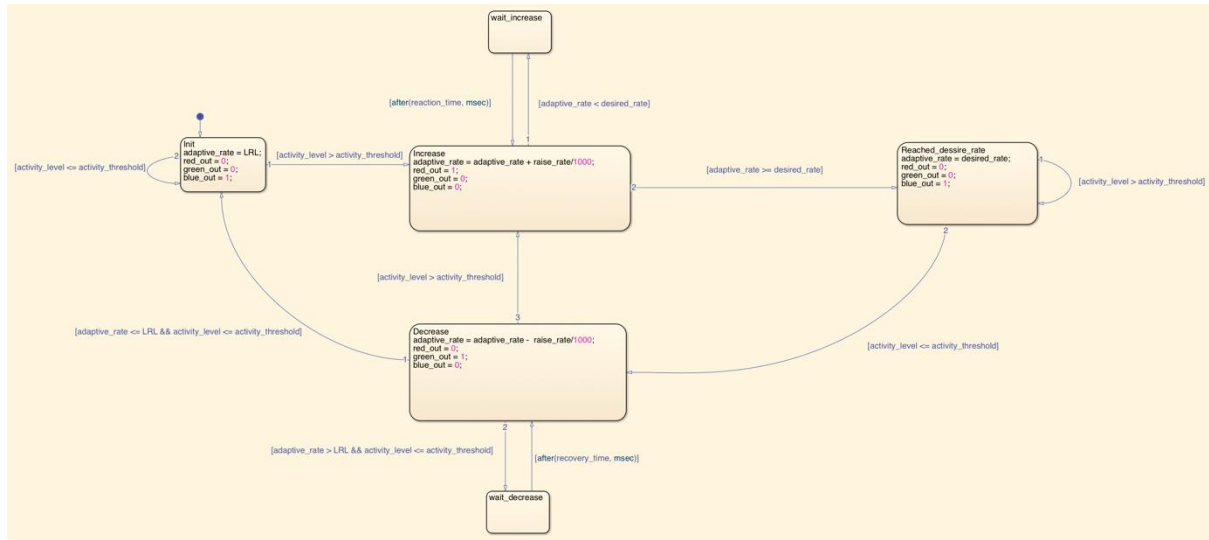 wait_increase
[after(reaction_time, msec)]
[adaptive_rate < desired_rate]
1
Init
adaptive_rate = LRL;
red_out = 0;
green_out = 0;
blue_out = 1;
2
[activity_level <= activity_threshold]
1
[activity_level > activity_threshold]
Increase
adaptive_rate = adaptive_rate + raise_rate/1000;
red_out = 1;
green_out = 0;
blue_out = 0;
2
[adaptive_rate >= desired_rate]
Reached_dessire_rate
adaptive_rate = desired_rate;
red_out = 0;
green_out = 0;
blue_out = 1;
1
[activity_level > activity_threshold]
2
[activity_level > activity_threshold]
3
[adaptive_rate <= LRL && activity_level <= activity_threshold]
1
Decrease
adaptive_rate = adaptive_rate - raise_rate/1000;
red_out = 0;
green_out = 1;
blue_out = 0;
[activity_level <= activity_threshold]
2
[adaptive_rate > LRL && activity_level <= activity_threshold]
[after(recovery_time, msec)]
wait_decrease